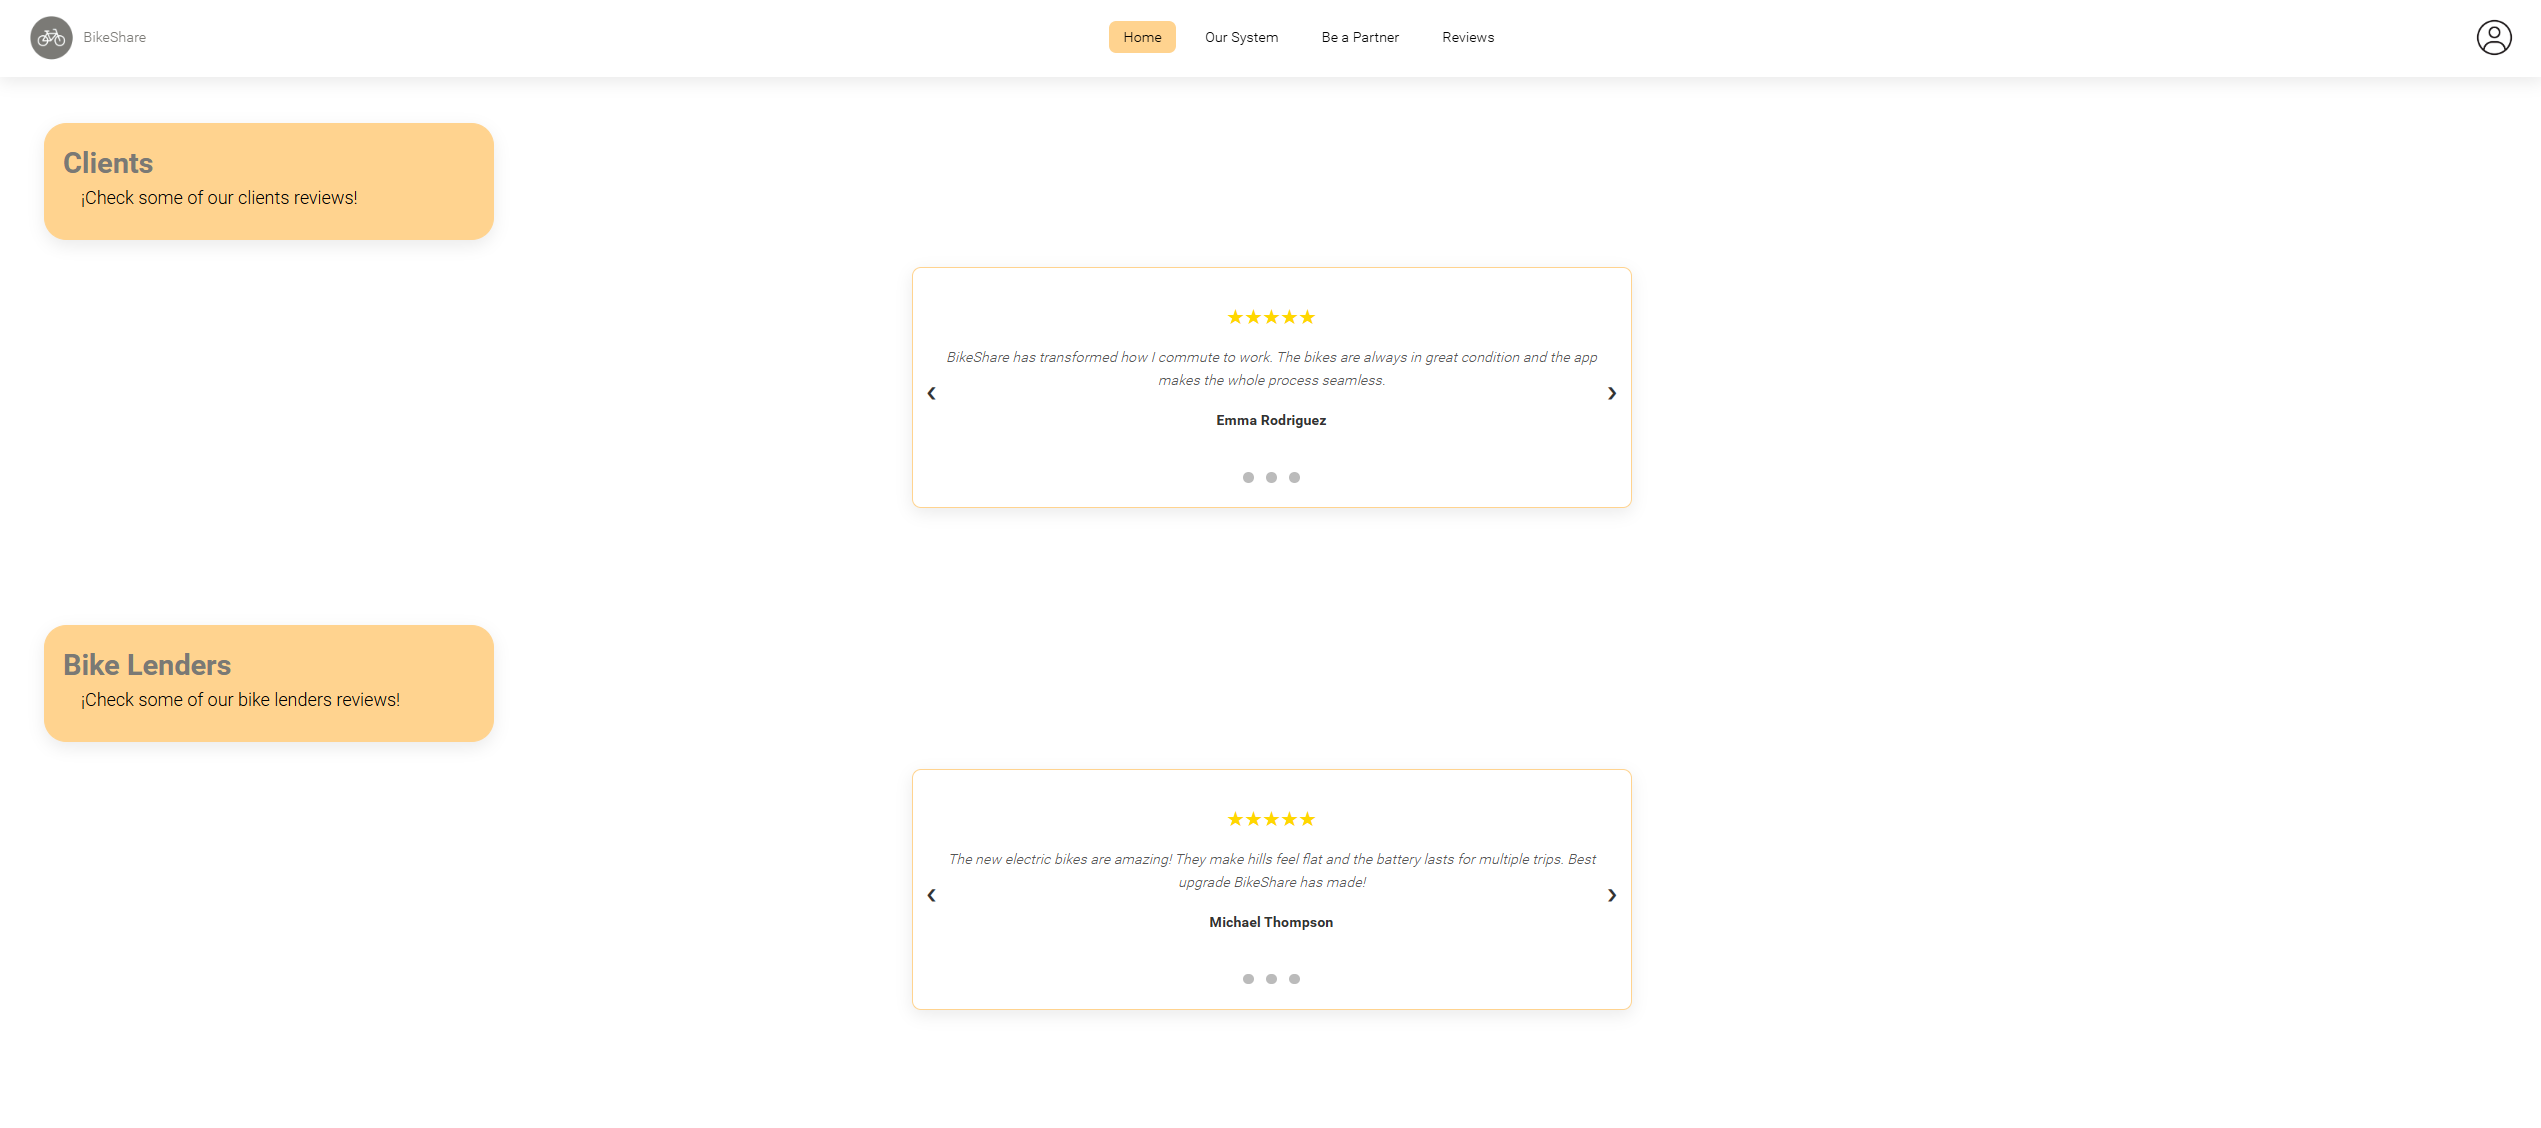 BikeShare
Home
Our System
Be a Partner
Reviews
Clients
¡Check some of our clients reviews!
★★★★★
BikeShare has transformed how I commute to work. The bikes are always in great condition and the app
makes the whole process seamless.
❮
❯
Emma Rodriguez
Bike Lenders
¡Check some of our bike lenders reviews!
★★★★★
The new electric bikes are amazing! They make hills feel flat and the battery lasts for multiple trips. Best
upgrade BikeShare has made!
❮
❯
Michael Thompson